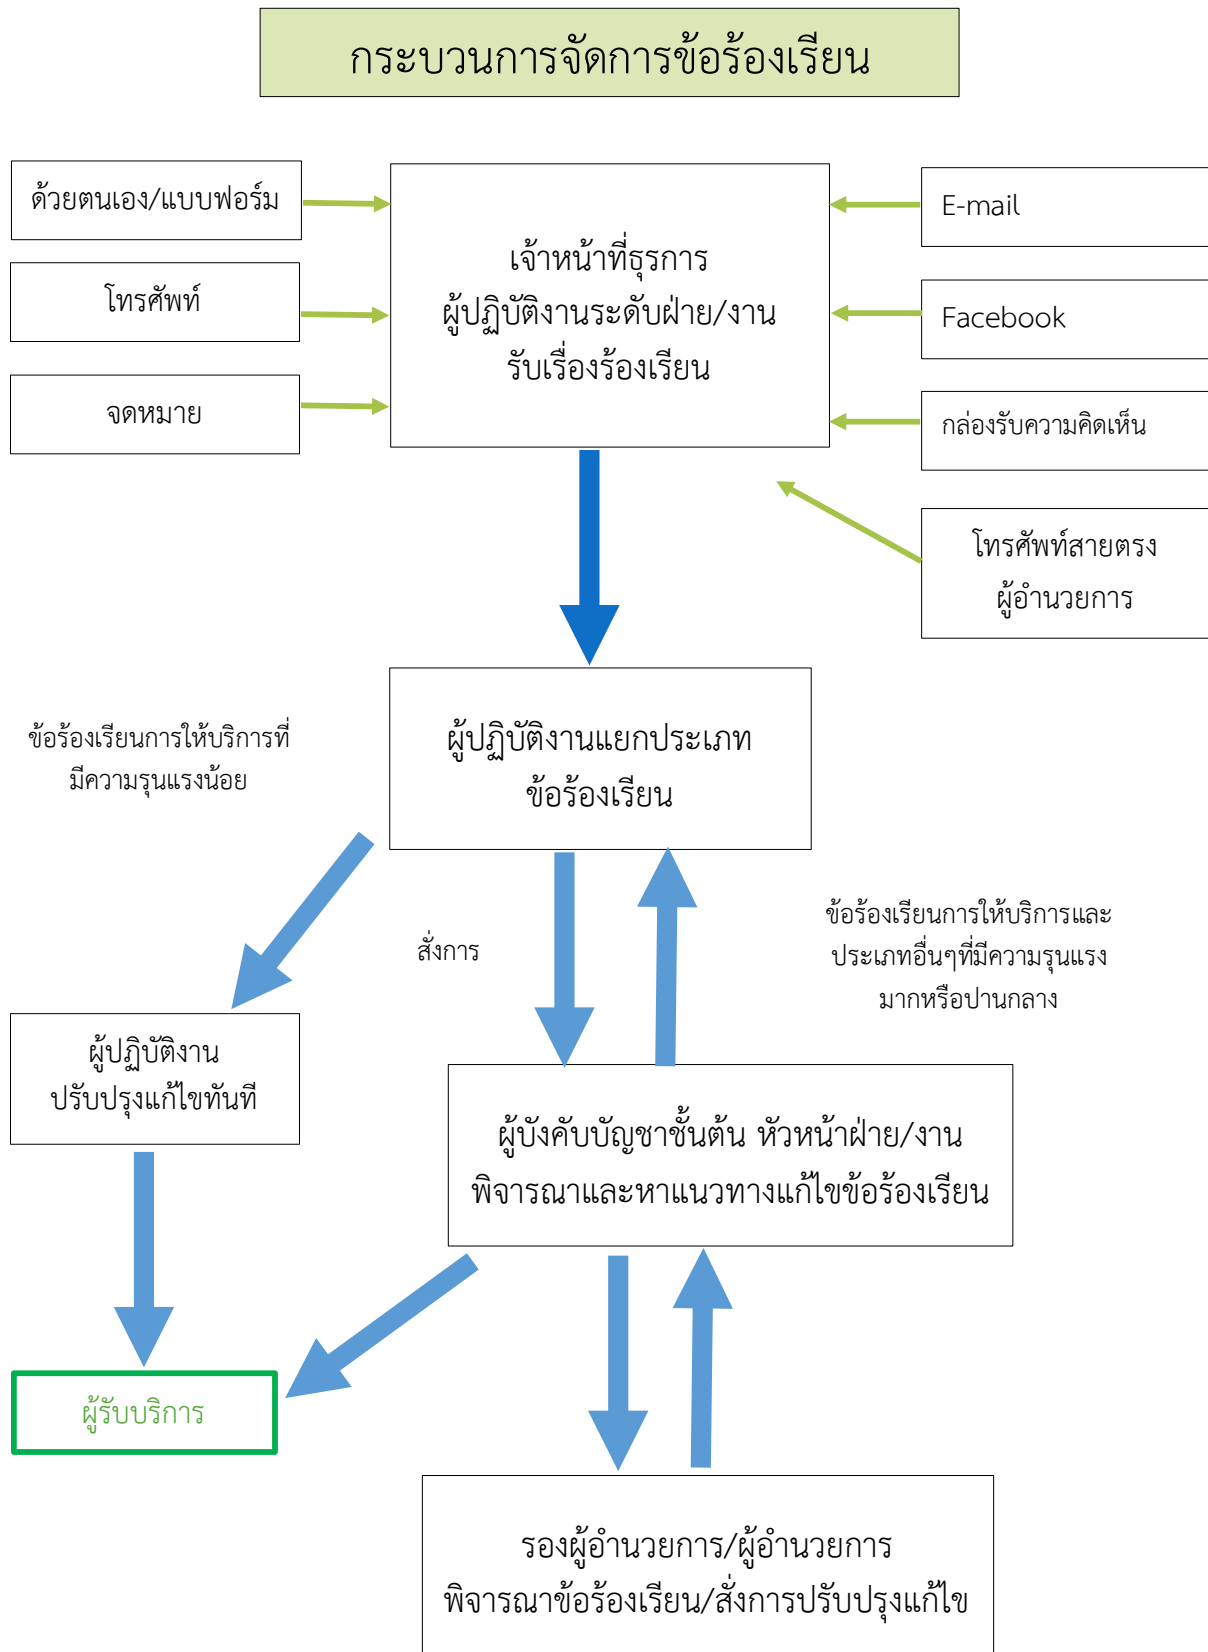 กระบวนการจัดการข้อร้องเรียน
ด้วยตนเอง/แบบฟอร์ม
โทรศัพท์
จดหมาย
เจ้าหน้าที่ธุรการ
ผู้ปฏิบัติงานระดับฝ่าย/งาน
รับเรื่องร้องเรียน
E-mail
Facebook
กล่องรับความคิดเห็น
โทรศัพท์สายตรง
ผู้อำนวยการ
ผู้ปฏิบัติงานแยกประเภท
ข้อร้องเรียน
ข้อร้องเรียนการให้บริการที่
มีความรุนแรงน้อย
สั่งการ
ข้อร้องเรียนการให้บริการและ
ประเภทอื่นๆที่มีความรุนแรง
มากหรือปานกลาง
ผู้ปฏิบัติงาน
ปรับปรุงแก้ไขทันที
ผู้บังคับบัญชาชั้นต้น หัวหน้าฝ่าย/งาน
พิจารณาและหาแนวทางแก้ไขข้อร้องเรียน
ผู้รับบริการ
รองผู้อำนวยการ/ผู้อำนวยการ
พิจารณาข้อร้องเรียน/สั่งการปรับปรุงแก้ไข